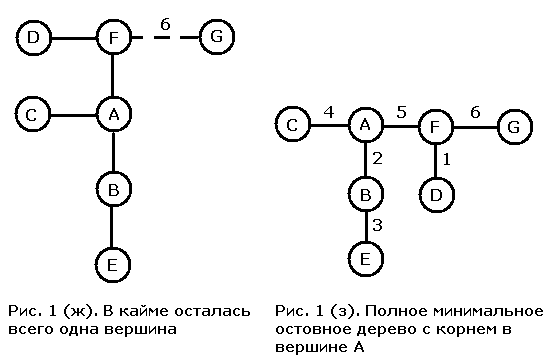 6
D F G
C A
B
E
Рис. 1 (ж). В кайме осталась
всего одна вершина
4 5 6
C A F G
2 1
B D
3
E
Рис. 1 (з). Полное минимальное
остовное дерево с корнем в
вершине А